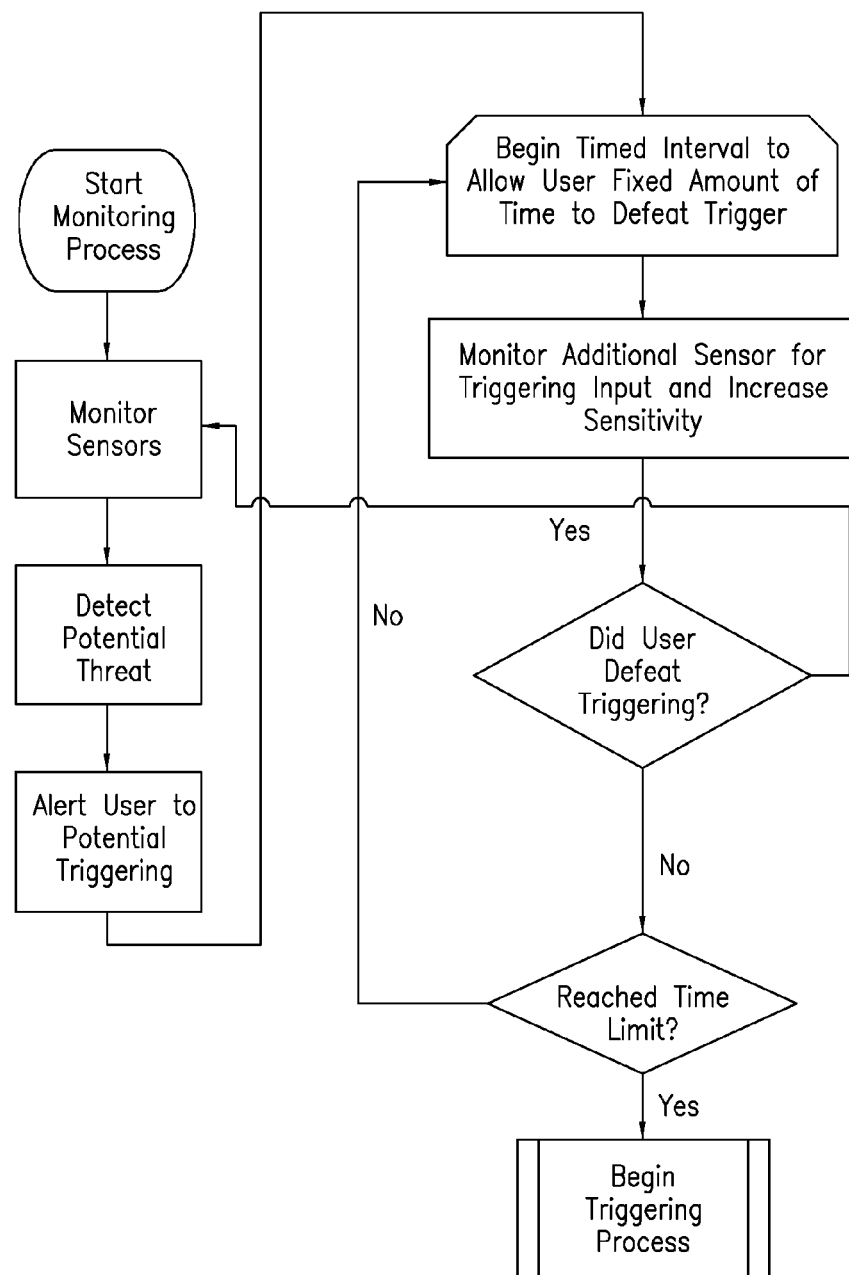 Start
Monitoring
Process
Monitor
Sensors
Detect
Potential
Threat
Alert User to
Potential
Triggering
Begin Timed Interval to
Allow User Fixed Amount of
Time to Defeat Trigger
Monitor Additional Sensor for
Triggering Input and Increase
Sensitivity
Yes
Did User
Defeat
Triggering?
No
No
Reached Time
Limit?
Yes
Begin
Triggering
Process